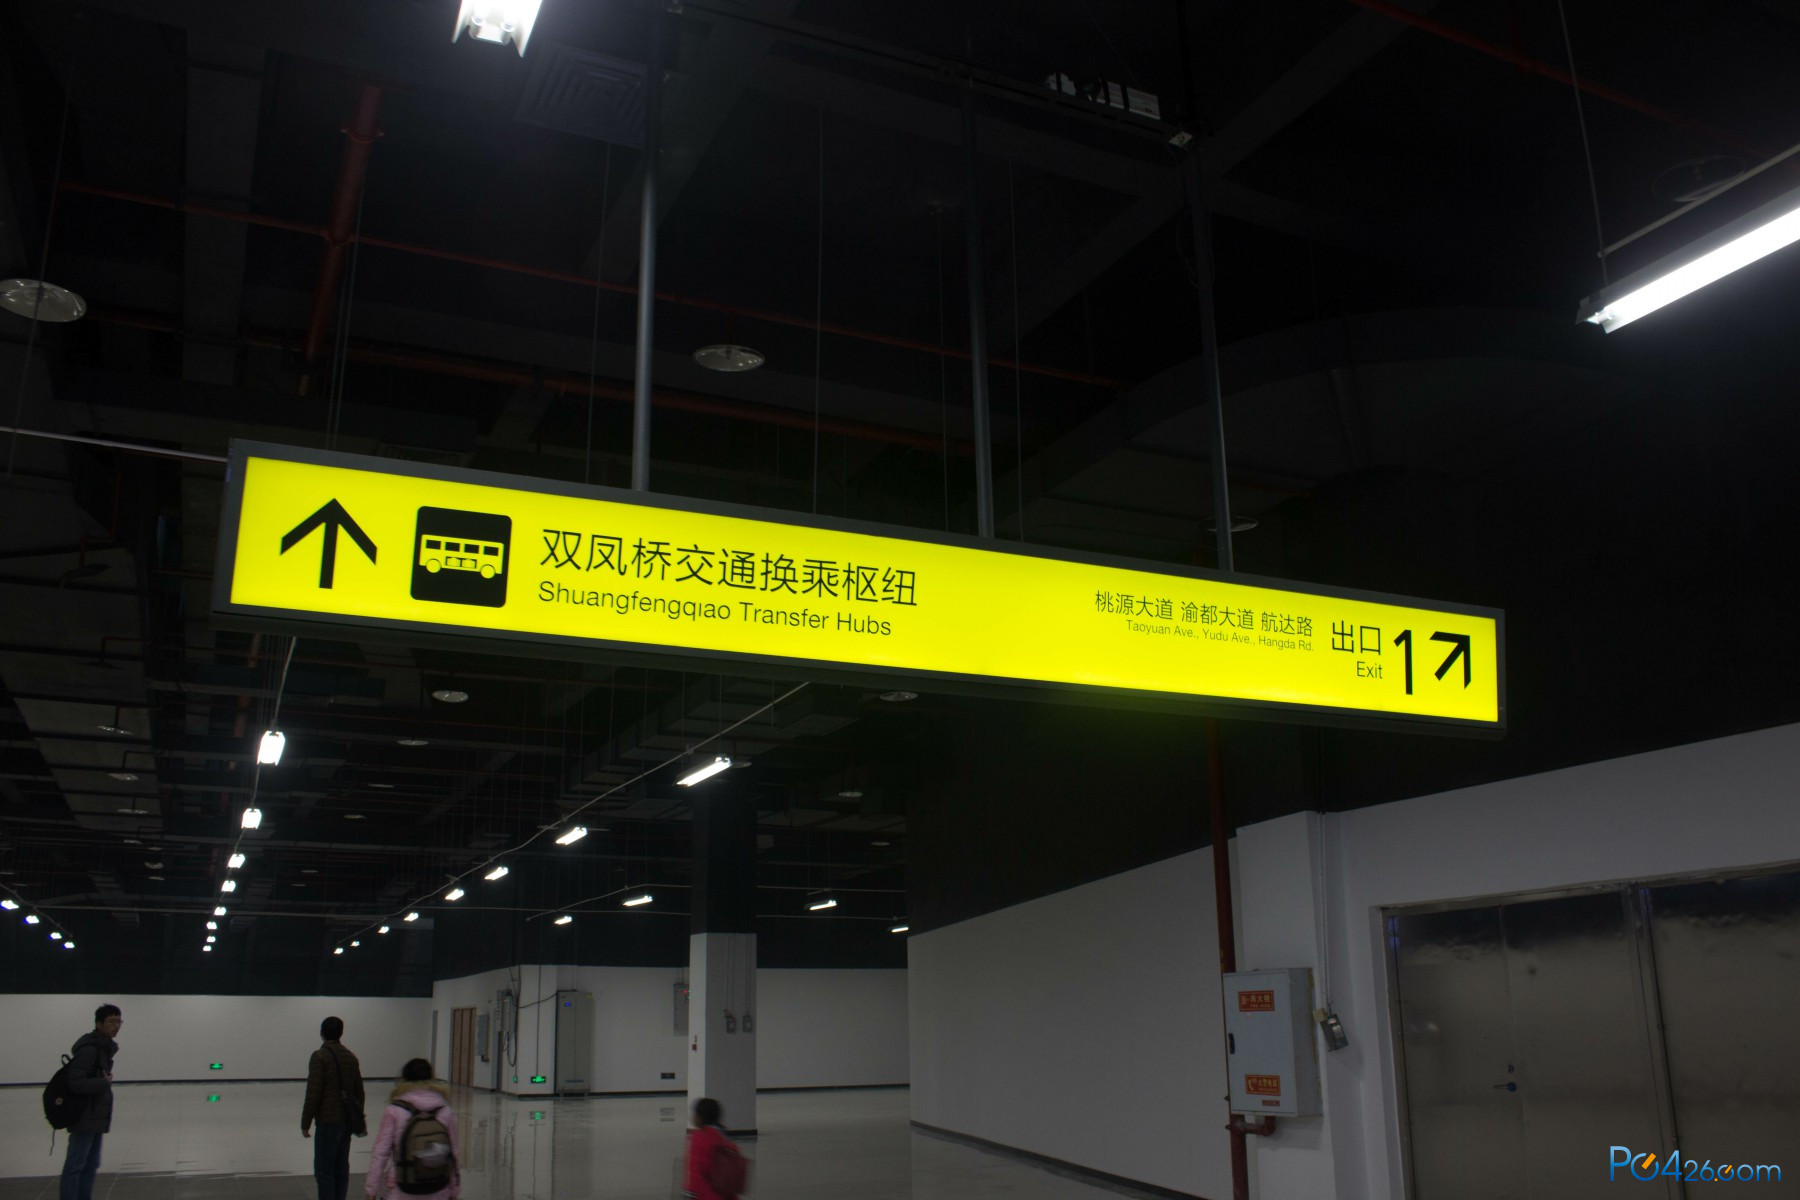 双凤桥交通换乘枢纽
Shuangfengqiao Transfer Hubs
桃源大道 渝都大道 航达路
Taoyuan Ave., Yudu Ave., Hangda Rd.
出口
Exit
1
PC426.com